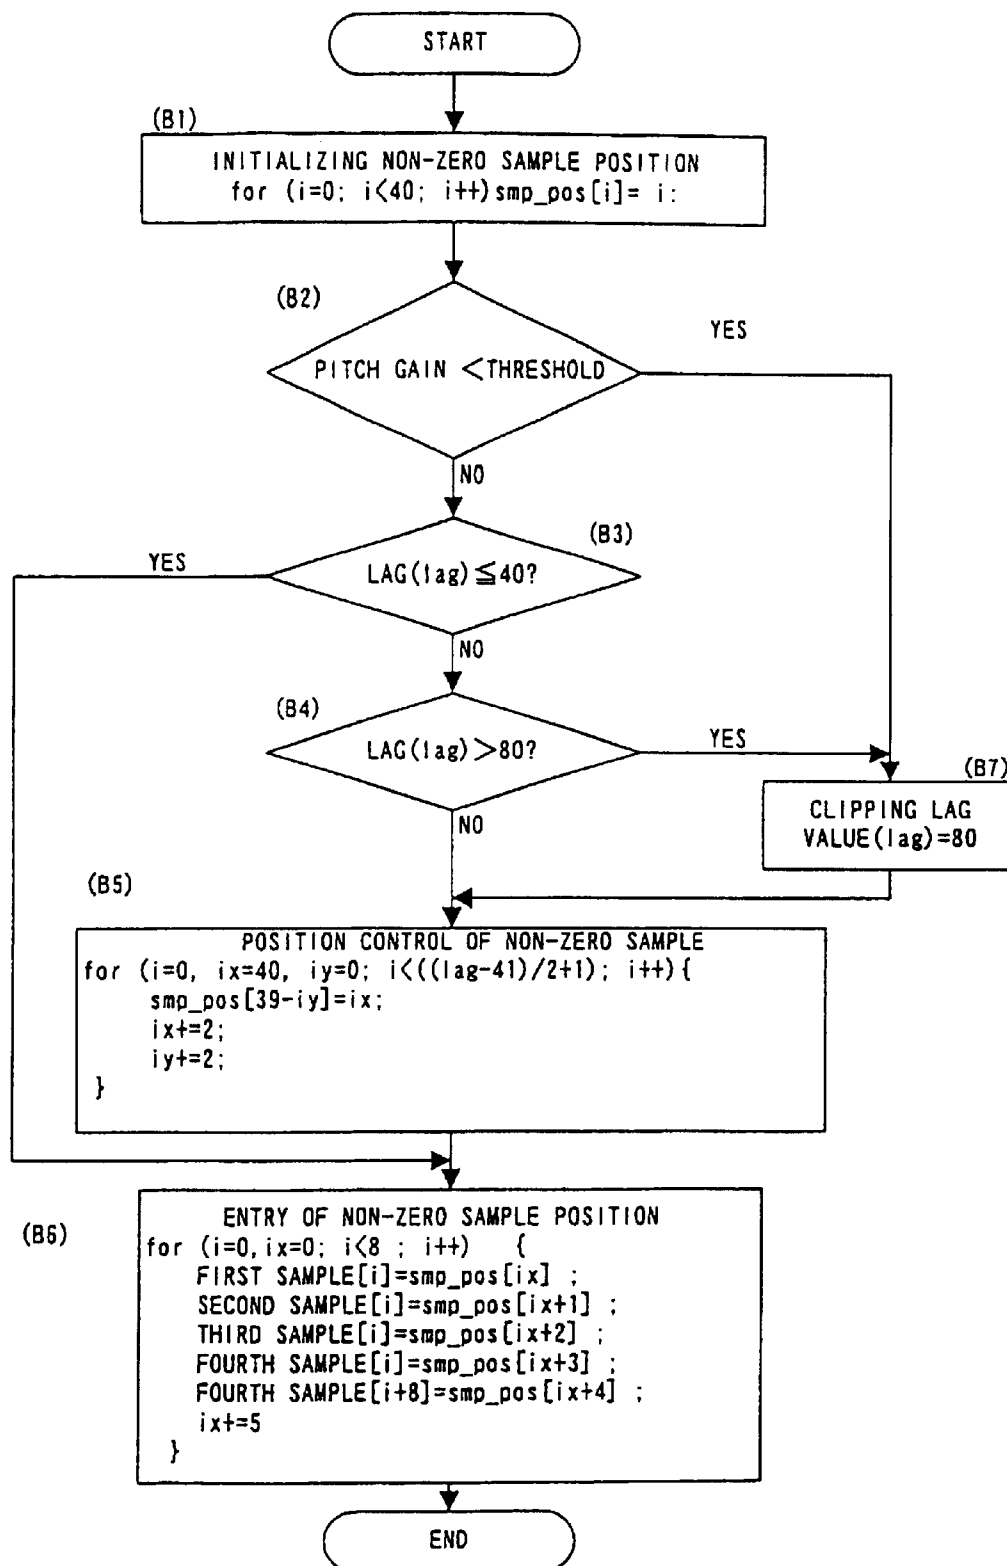 START
(B1)
INITIALIZING NON-ZERO SAMPLE POSITION
for (i=0; i<40; i++)smp_pos[i]= i:
(B2)
YES
PITCH GAIN <THRESHOLD
NO
(B3)
YES
LAG(lag)≦40?
NO
(B4)
LAG(lag)>80?
YES
(B7)
NO
CLIPPING LAG
VALUE(lag)=80
(B5)
POSITION CONTROL OF NON-ZERO SAMPLE
for (i=0, ix=40, iy=0; i<((lag-41)/2+1); i++){
smp_pos[39-iy]=ix;
ix+=2;
iy+=2;
}
(B6)
ENTRY OF NON-ZERO SAMPLE POSITION
for (i=0,ix=0; i<8 ; i++) {
FIRST SAMPLE[i]=smp_pos[ix] ;
SECOND SAMPLE[i]=smp_pos[ix+1] ;
THIRD SAMPLE[i]=smp_pos[ix+2] ;
FOURTH SAMPLE[i]=smp_pos[ix+3] ;
FOURTH SAMPLE[i+8]=smp_pos[ix+4] ;
ix+=5
}
END